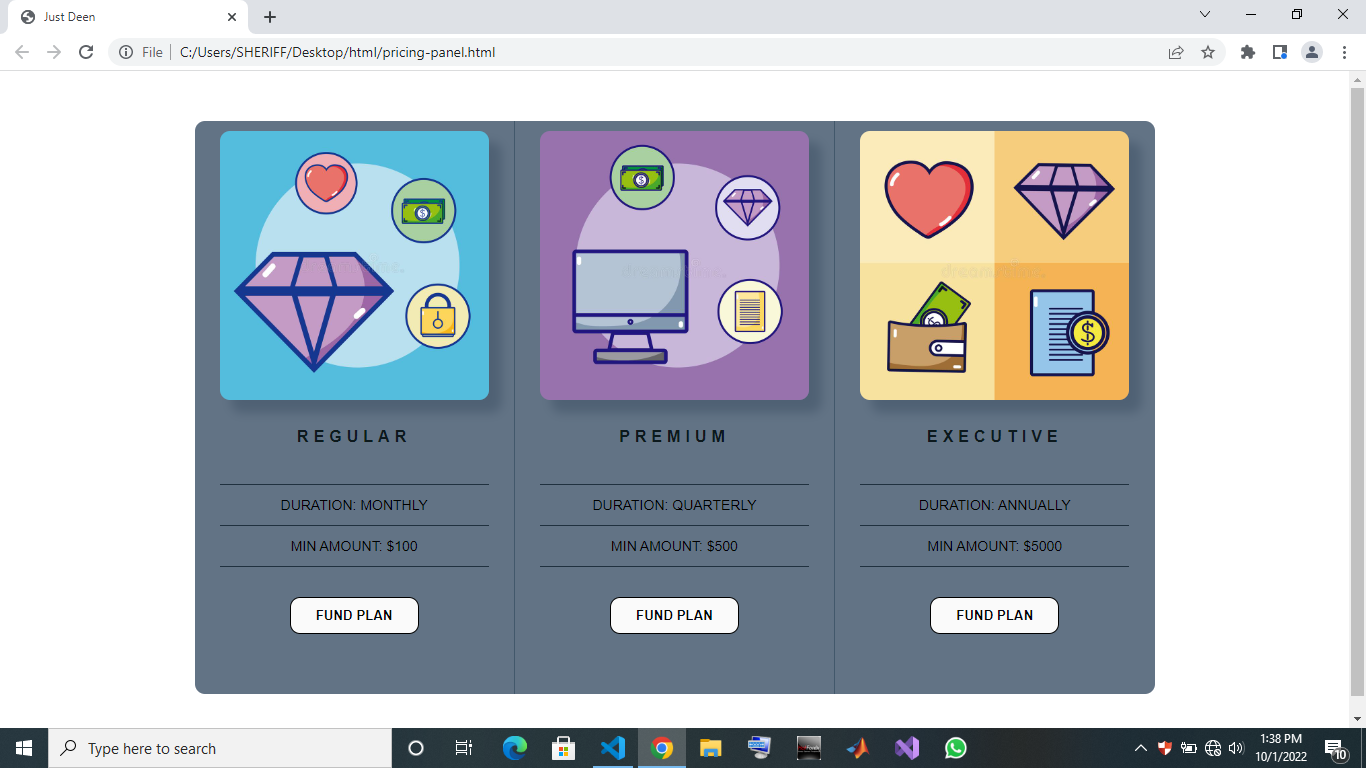 Just Deen
File
C:/Users/SHERIFF/Desktop/html/pricing-panel.html
REGULAR
PREMIUM
EXECUTIVE
DURATION: MONTHLY
DURATION: QUARTERLY
DURATION: ANNUALLY
MIN AMOUNT: $100
MIN AMOUNT: $500
MIN AMOUNT: $5000
FUND PLAN
FUND PLAN
FUND PLAN
Type here to search
1:38 PM
10/1/2022
10